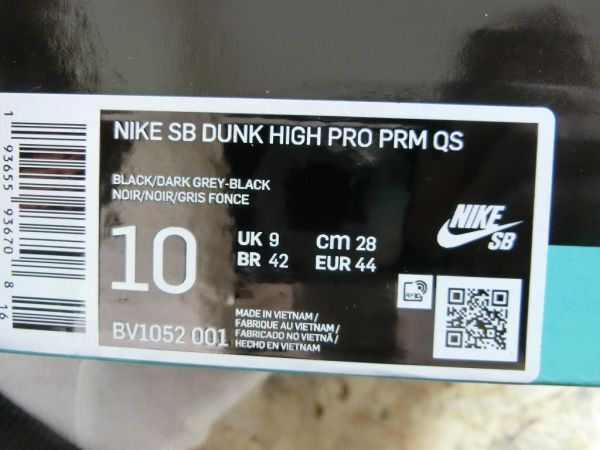 NIKE SB DUNK HIGH PRO PRM QS
BLACK/DARK GREY-BLACK
NOIR/NOIR/GRIS FONCE
10
UK 9 cm 28
BR 42 EUR 44
NIKE
SB
RFID
BV1052 001
MADE IN VIETNAM/
FABRIQUE AU VIETNAM/
FABRICADO NO VIETNÃ/
HECHO EN VIETNAM
1 93655 93670 8 16